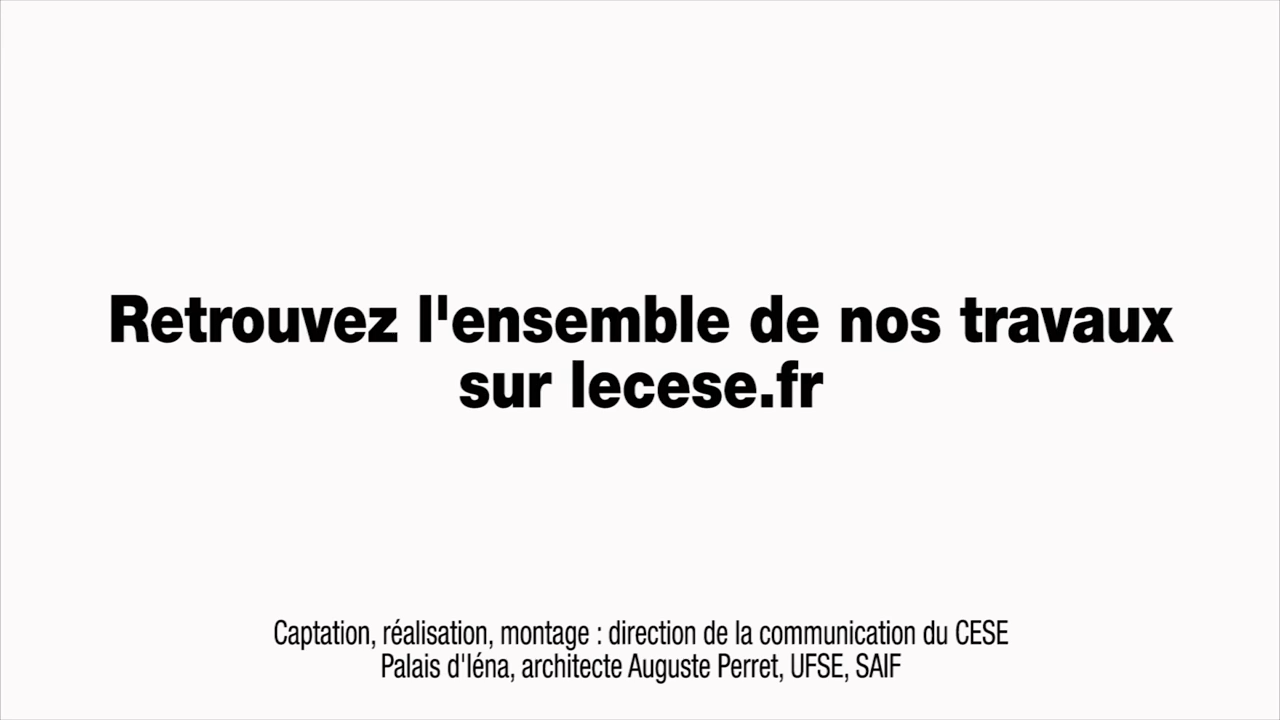 Retrouvez l'ensemble de nos travaux
sur lecese.fr
Captation, réalisation, montage : direction de la communication du CESE
Palais d'Iéna, architecte Auguste Perret, UFSE, SAIF